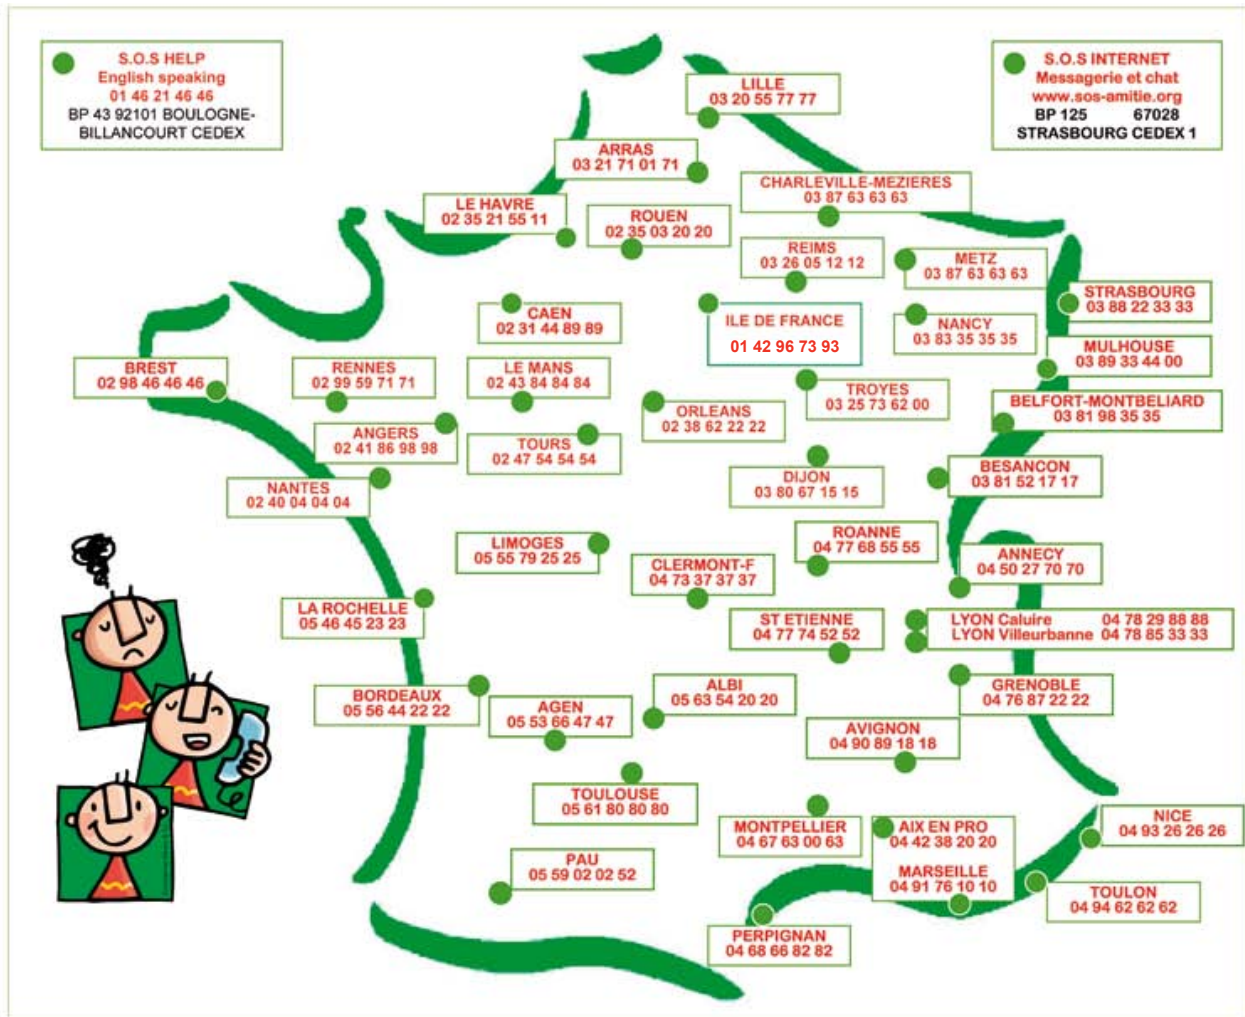 S.O.S HELP
English speaking
01 46 21 46 46
BP 43 92101 BOULOGNE-
BILLANCOURT CEDEX
S.O.S INTERNET
Messagerie et chat
www.sos-amitie.org
BP 125 67028
STRASBOURG CEDEX 1
LILLE
03 20 55 77 77
ARRAS
03 21 71 01 71
CHARLEVILLE-MEZIERES
03 87 63 63 63
LE HAVRE
02 35 21 55 11
ROUEN
02 35 03 20 20
REIMS
03 26 05 12 12
METZ
03 87 63 63 63
STRASBOURG
03 88 22 33 33
CAEN
02 31 44 89 89
ILE DE FRANCE
01 42 96 73 93
NANCY
03 83 35 35 35
MULHOUSE
03 89 33 44 00
BREST
02 98 46 46 46
RENNES
02 99 59 71 71
LE MANS
02 43 84 84 84
TROYES
03 25 73 62 00
BELFORT-MONTBELIARD
03 81 98 35 35
ORLEANS
02 38 62 22 22
ANGERS
02 41 86 98 98
TOURS
02 47 54 54 54
DIJON
03 80 67 15 15
BESANCON
03 81 52 17 17
NANTES
02 40 04 04 04
LIMOGES
05 55 79 25 25
ROANNE
04 77 68 55 55
ANNECY
04 50 27 70 70
CLERMONT-F
04 73 37 37 37
LA ROCHELLE
05 46 45 23 23
ST ETIENNE
04 77 74 52 52
LYON Caluire 04 78 29 88 88
LYON Villeurbanne 04 78 85 33 33
BORDEAUX
05 56 44 22 22
AGEN
05 53 66 47 47
ALBI
05 63 54 20 20
GRENOBLE
04 76 87 22 22
AVIGNON
04 90 89 18 18
TOULOUSE
05 61 80 80 80
MONTPELLIER
04 67 63 00 63
AIX EN PRO
04 42 38 20 20
MARSEILLE
04 91 76 10 10
NICE
04 93 26 26 26
PAU
05 59 02 02 52
TOULON
04 94 62 62 62
PERPIGNAN
04 68 66 82 82